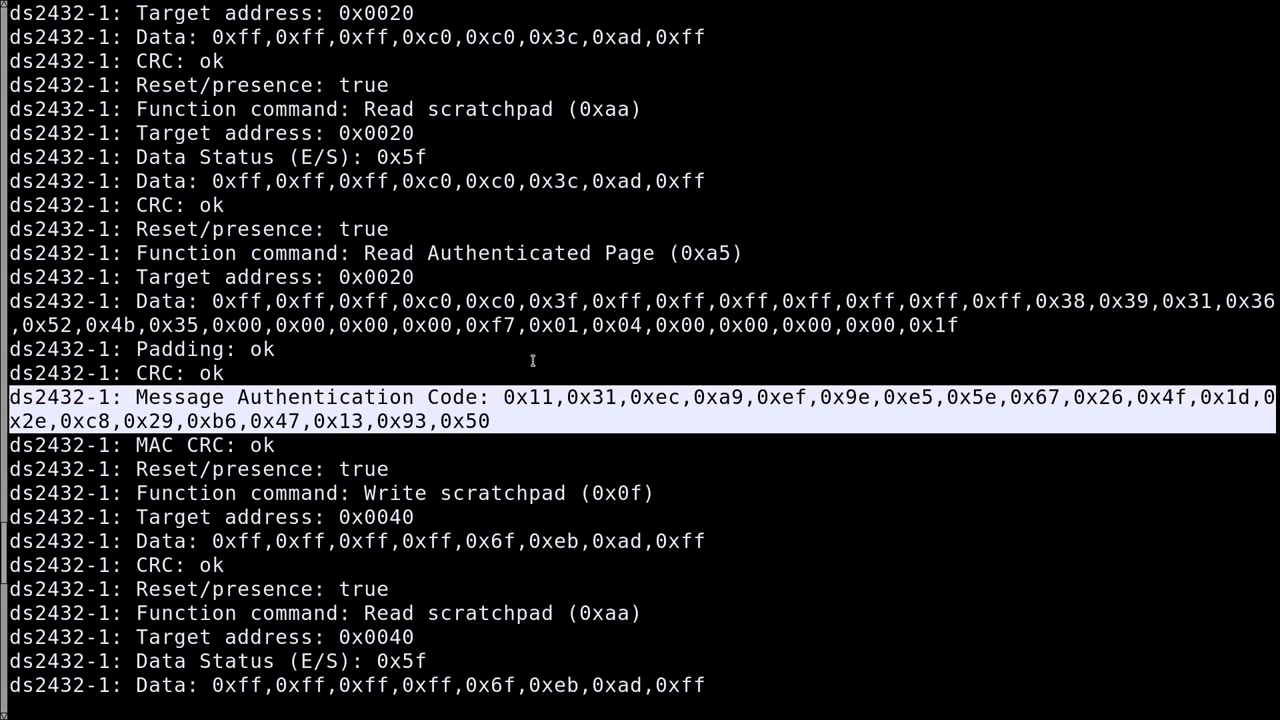 ds2432-1: Target address: 0x0020
ds2432-1: Data: 0xff,0xff,0xff,0xc0,0xc0,0x3c,0xad,0xff
ds2432-1: CRC: ok
ds2432-1: Reset/presence: true
ds2432-1: Function command: Read scratchpad (0xaa)
ds2432-1: Target address: 0x0020
ds2432-1: Data Status (E/S): 0x5f
ds2432-1: Data: 0xff,0xff,0xff,0xc0,0xc0,0x3c,0xad,0xff
ds2432-1: CRC: ok
ds2432-1: Reset/presence: true
ds2432-1: Function command: Read Authenticated Page (0xa5)
ds2432-1: Target address: 0x0020
ds2432-1: Data: 0xff,0xff,0xff,0xc0,0xc0,0x3f,0xff,0xff,0xff,0xff,0xff,0xff,0xff,0x38,0x39,0x31,0x36
,0x52,0x4b,0x35,0x00,0x00,0x00,0x00,0xf7,0x01,0x04,0x00,0x00,0x00,0x00,0x1f
ds2432-1: Padding: ok
ds2432-1: CRC: ok
ds2432-1: Message Authentication Code: 0x11,0x31,0xec,0xa9,0xef,0x9e,0xe5,0x5e,0x67,0x26,0x4f,0x1d,0
x2e,0xc8,0x29,0xb6,0x47,0x13,0x93,0x50
ds2432-1: MAC CRC: ok
ds2432-1: Reset/presence: true
ds2432-1: Function command: Write scratchpad (0x0f)
ds2432-1: Target address: 0x0040
ds2432-1: Data: 0xff,0xff,0xff,0xff,0x6f,0xeb,0xad,0xff
ds2432-1: CRC: ok
ds2432-1: Reset/presence: true
ds2432-1: Function command: Read scratchpad (0xaa)
ds2432-1: Target address: 0x0040
ds2432-1: Data Status (E/S): 0x5f
ds2432-1: Data: 0xff,0xff,0xff,0xff,0x6f,0xeb,0xad,0xff